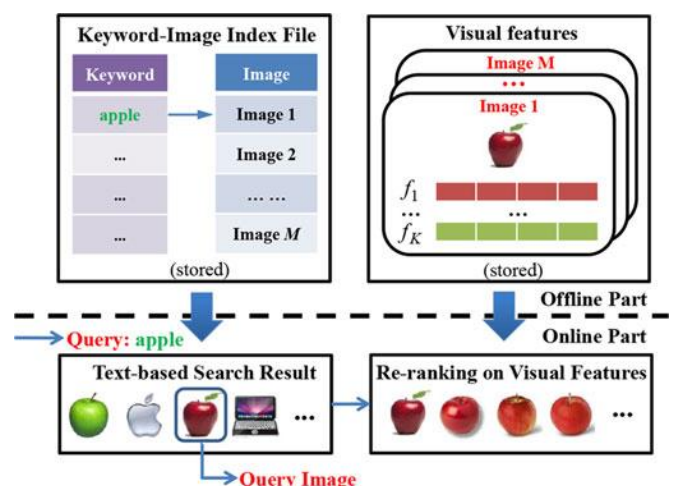 Keyword-Image Index File
Keyword
Image
apple
Image 1
...
Image 2
...
... ...
...
Image M
(stored)
Visual features
Image M
...
Image 1
f1
...
...
fK
(stored)
Offline Part
Online Part
Query: apple
Text-based Search Result
...
Query Image
Re-ranking on Visual Features
...